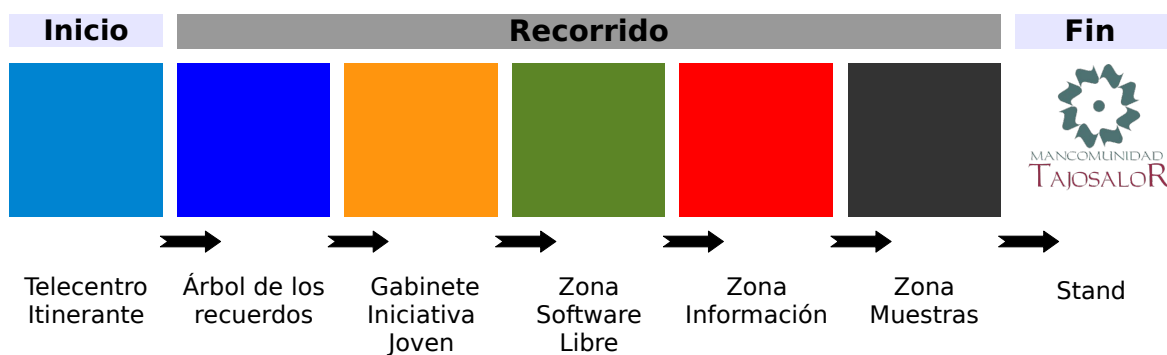 Inicio
Recorrido
Fin
MANCOMUNIDAD
TAJOSALOR
Telecentro
Itinerante
Árbol de los
recuerdos
Gabinete
Iniciativa
Joven
Zona
Software
Libre
Zona
Información
Zona
Muestras
Stand